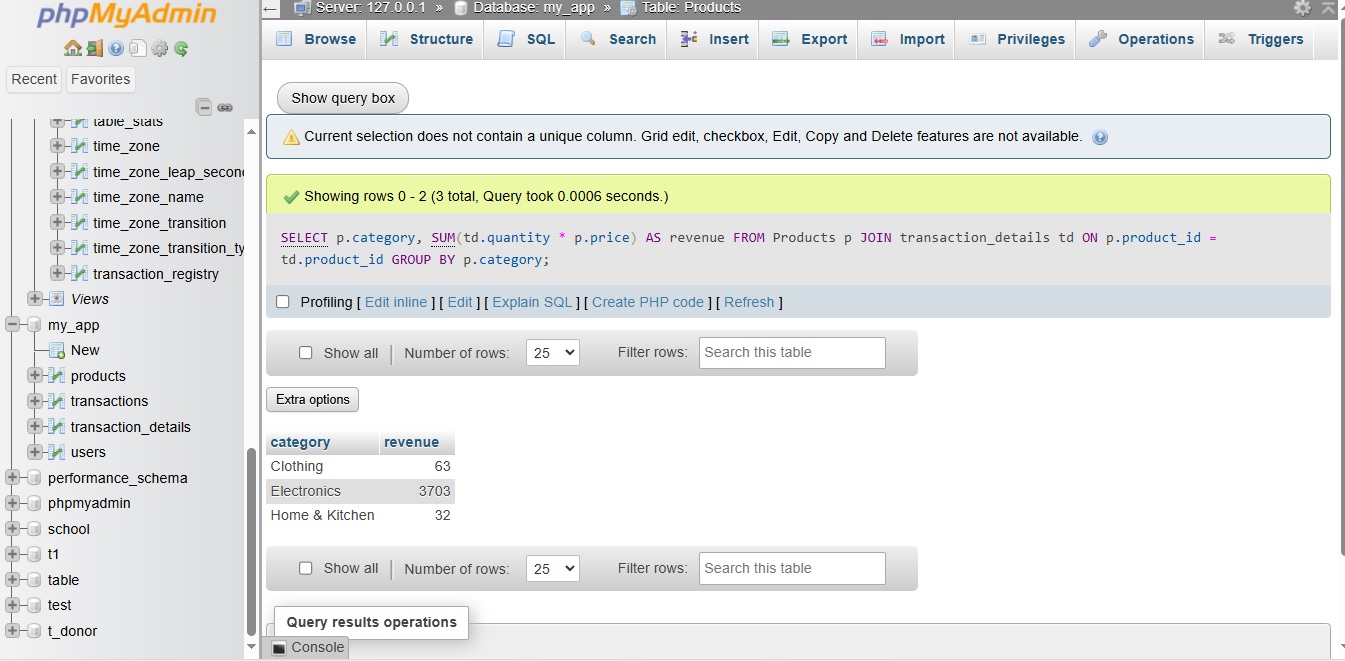 phpMyAdmin
Recent Favorites
table_stats
time_zone
time_zone_leap_secon
time_zone_name
time_zone_transition
time_zone_transition_ty
transaction_registry
Views
my_app
New
products
transactions
transaction_details
users
performance_schema
phpmyadmin
school
t1
table
test
t_donor
Server: 127.0.0.1 » Database: my_app » Table: Products
Browse Structure SQL Search Insert Export Import Privileges Operations Triggers
Show query box
Current selection does not contain a unique column. Grid edit, checkbox, Edit, Copy and Delete features are not available.
Showing rows 0 - 2 (3 total, Query took 0.0006 seconds.)
SELECT p.category, SUM(td.quantity * p.price) AS revenue FROM Products p JOIN transaction_details td ON p.product_id =
td.product_id GROUP BY p.category;
Profiling [ Edit inline ] [ Edit ] [ Explain SQL ] [ Create PHP code ] [ Refresh ]
Show all | Number of rows: 25 Filter rows: Search this table
Extra options
category revenue
Clothing 63
Electronics 3703
Home & Kitchen 32
Show all | Number of rows: 25 Filter rows: Search this table
Query results operations
Console